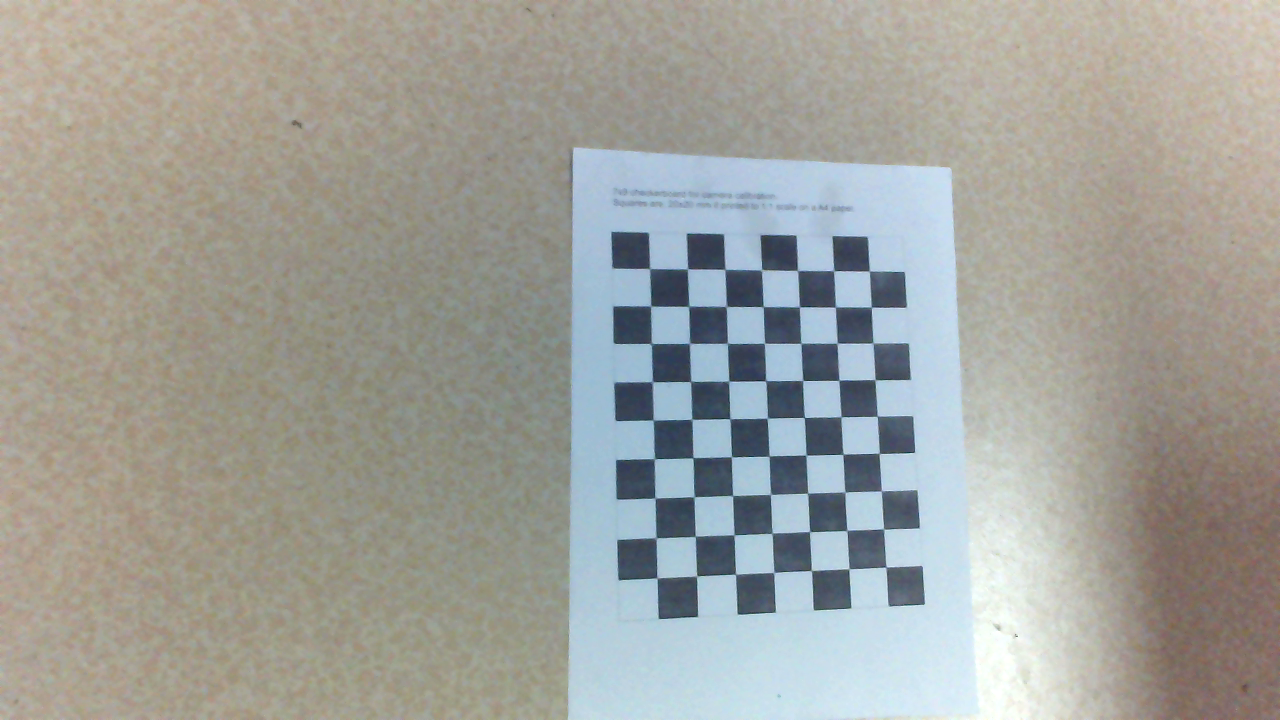 7x9 checkerboard for camera calibration.
Squares are 20x20 mm if printed to 1:1 scale on a A4 paper.